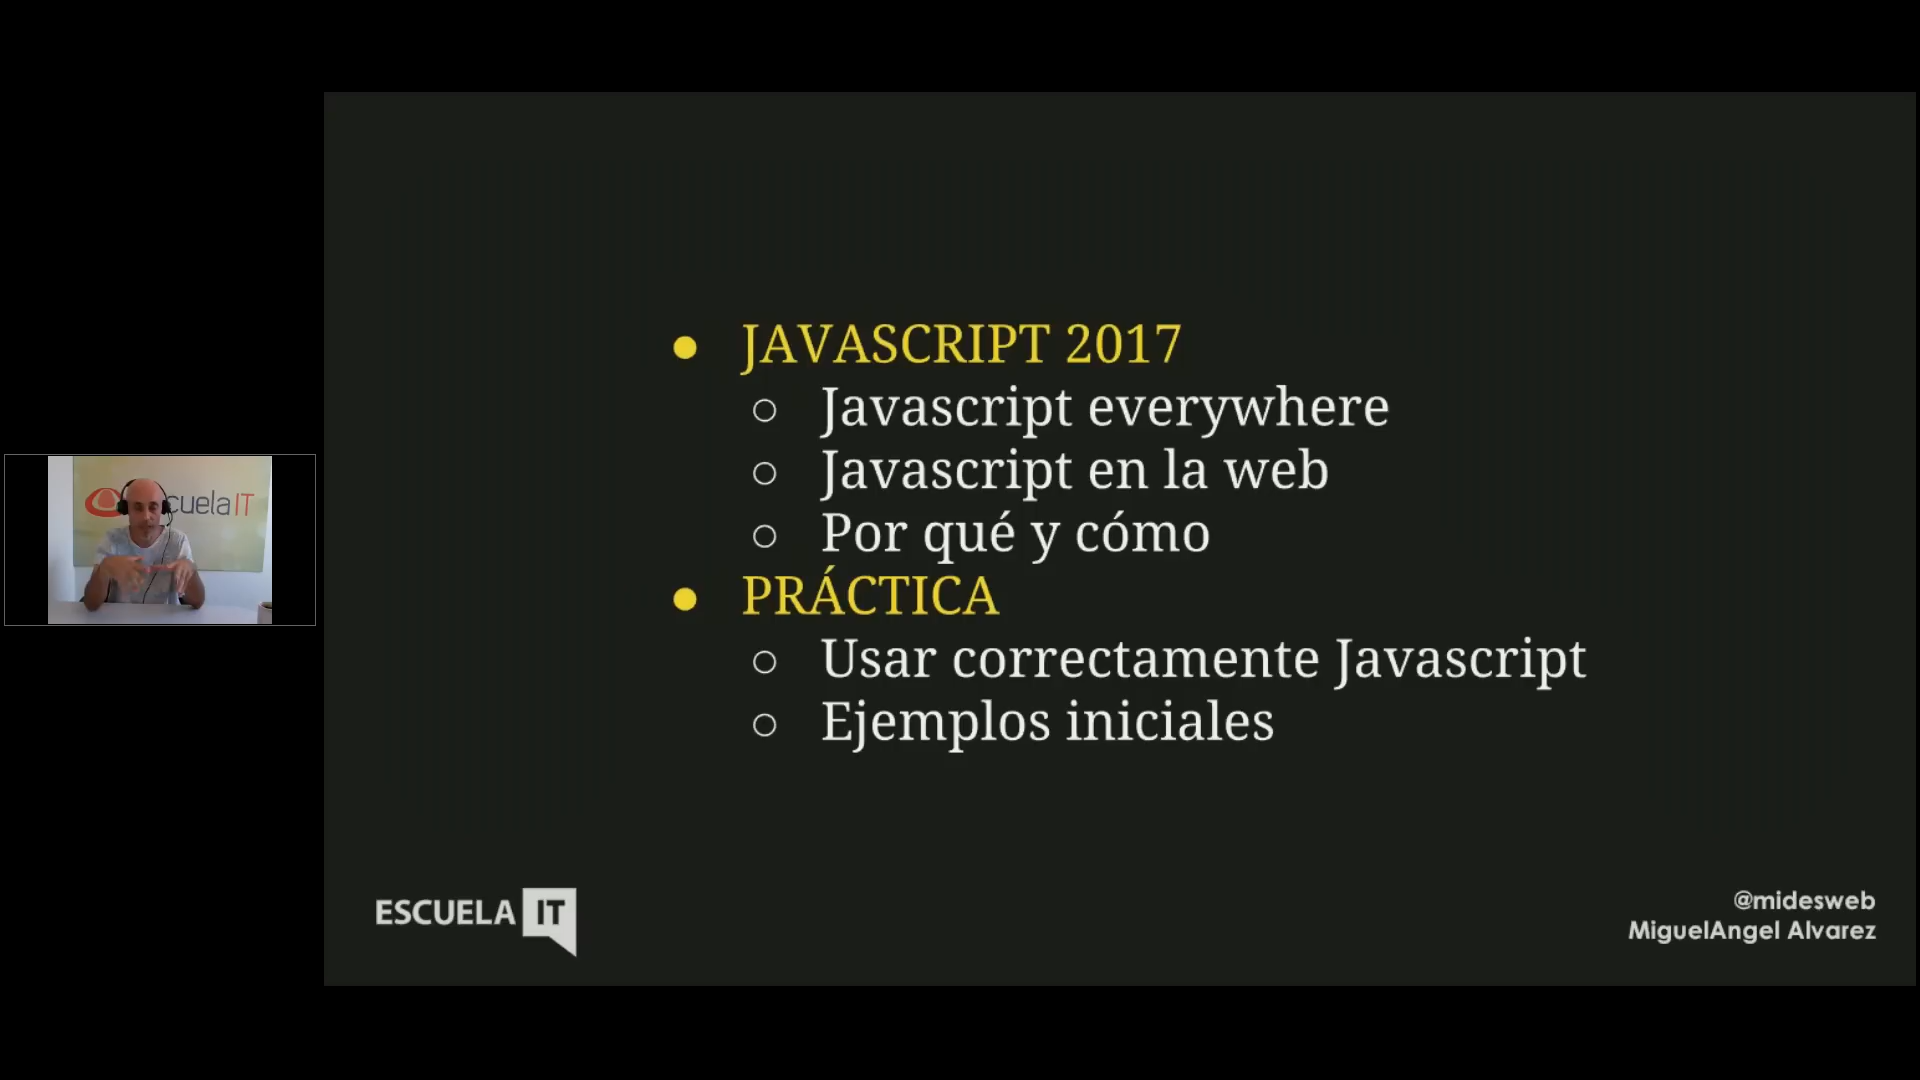 JAVASCRIPT 2017
Javascript everywhere
Javascript en la web
Por qué y cómo
PRÁCTICA
Usar correctamente Javascript
Ejemplos iniciales
cuelaIT
ESCUELA IT
@midesweb
MiguelAngel Alvarez